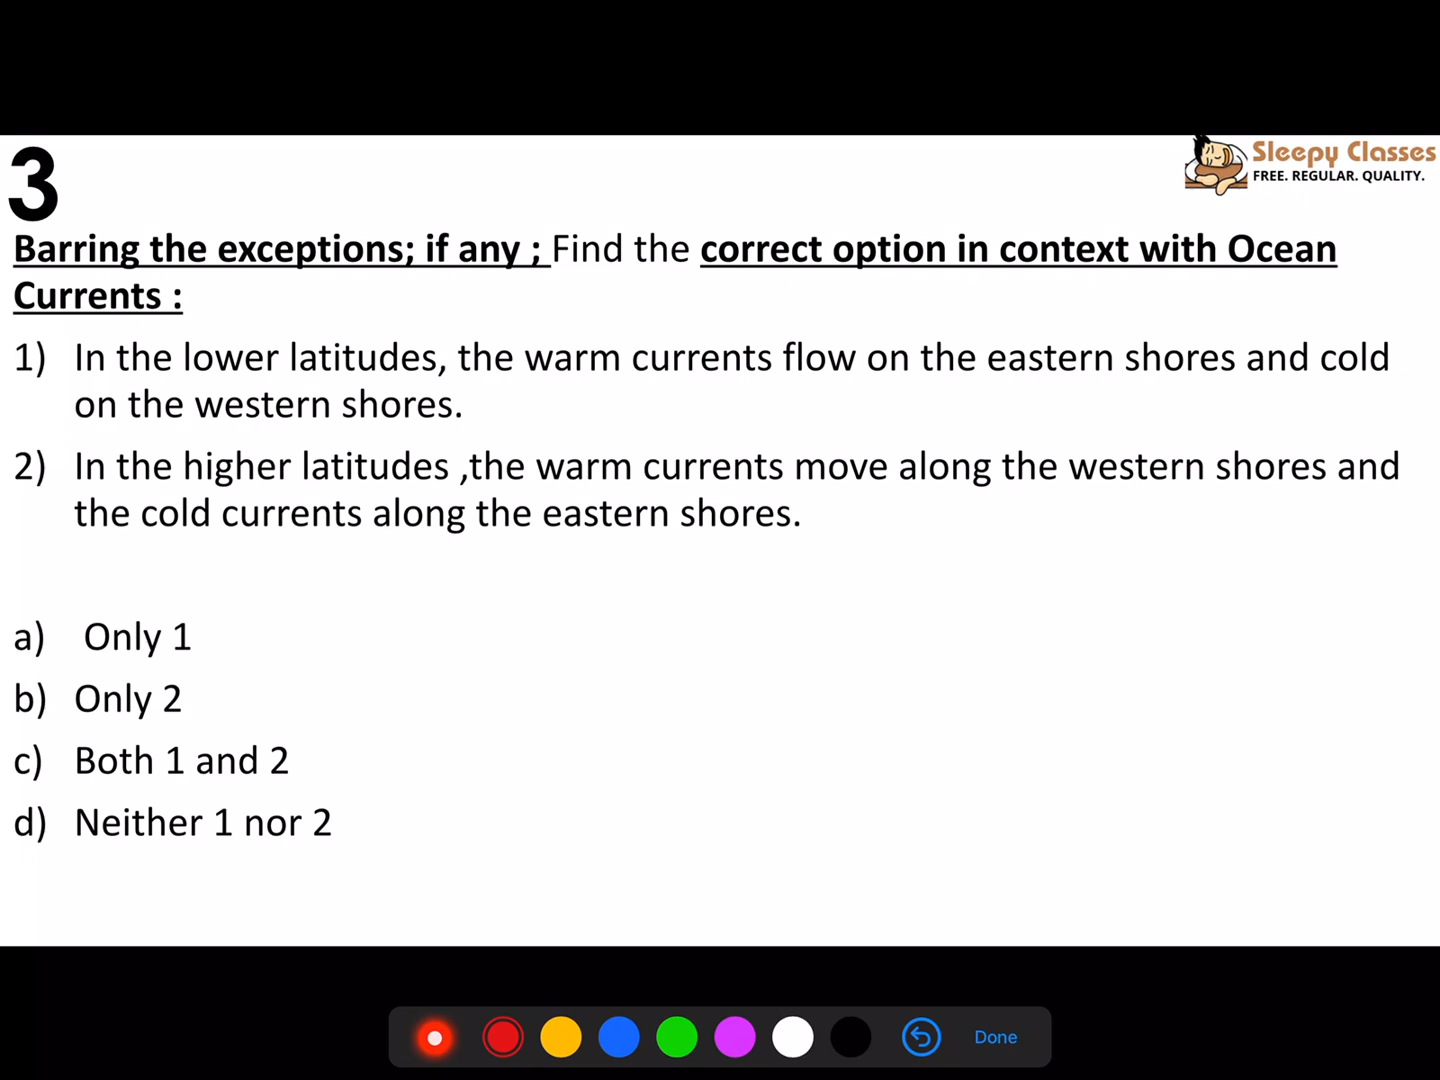 3
Sleepy Classes
FREE. REGULAR. QUALITY.
Barring the exceptions; if any ; Find the correct option in context with Ocean
Currents :
1) In the lower latitudes, the warm currents flow on the eastern shores and cold
on the western shores.
2) In the higher latitudes ,the warm currents move along the western shores and
the cold currents along the eastern shores.
a) Only 1
b) Only 2
c) Both 1 and 2
d) Neither 1 nor 2
Done